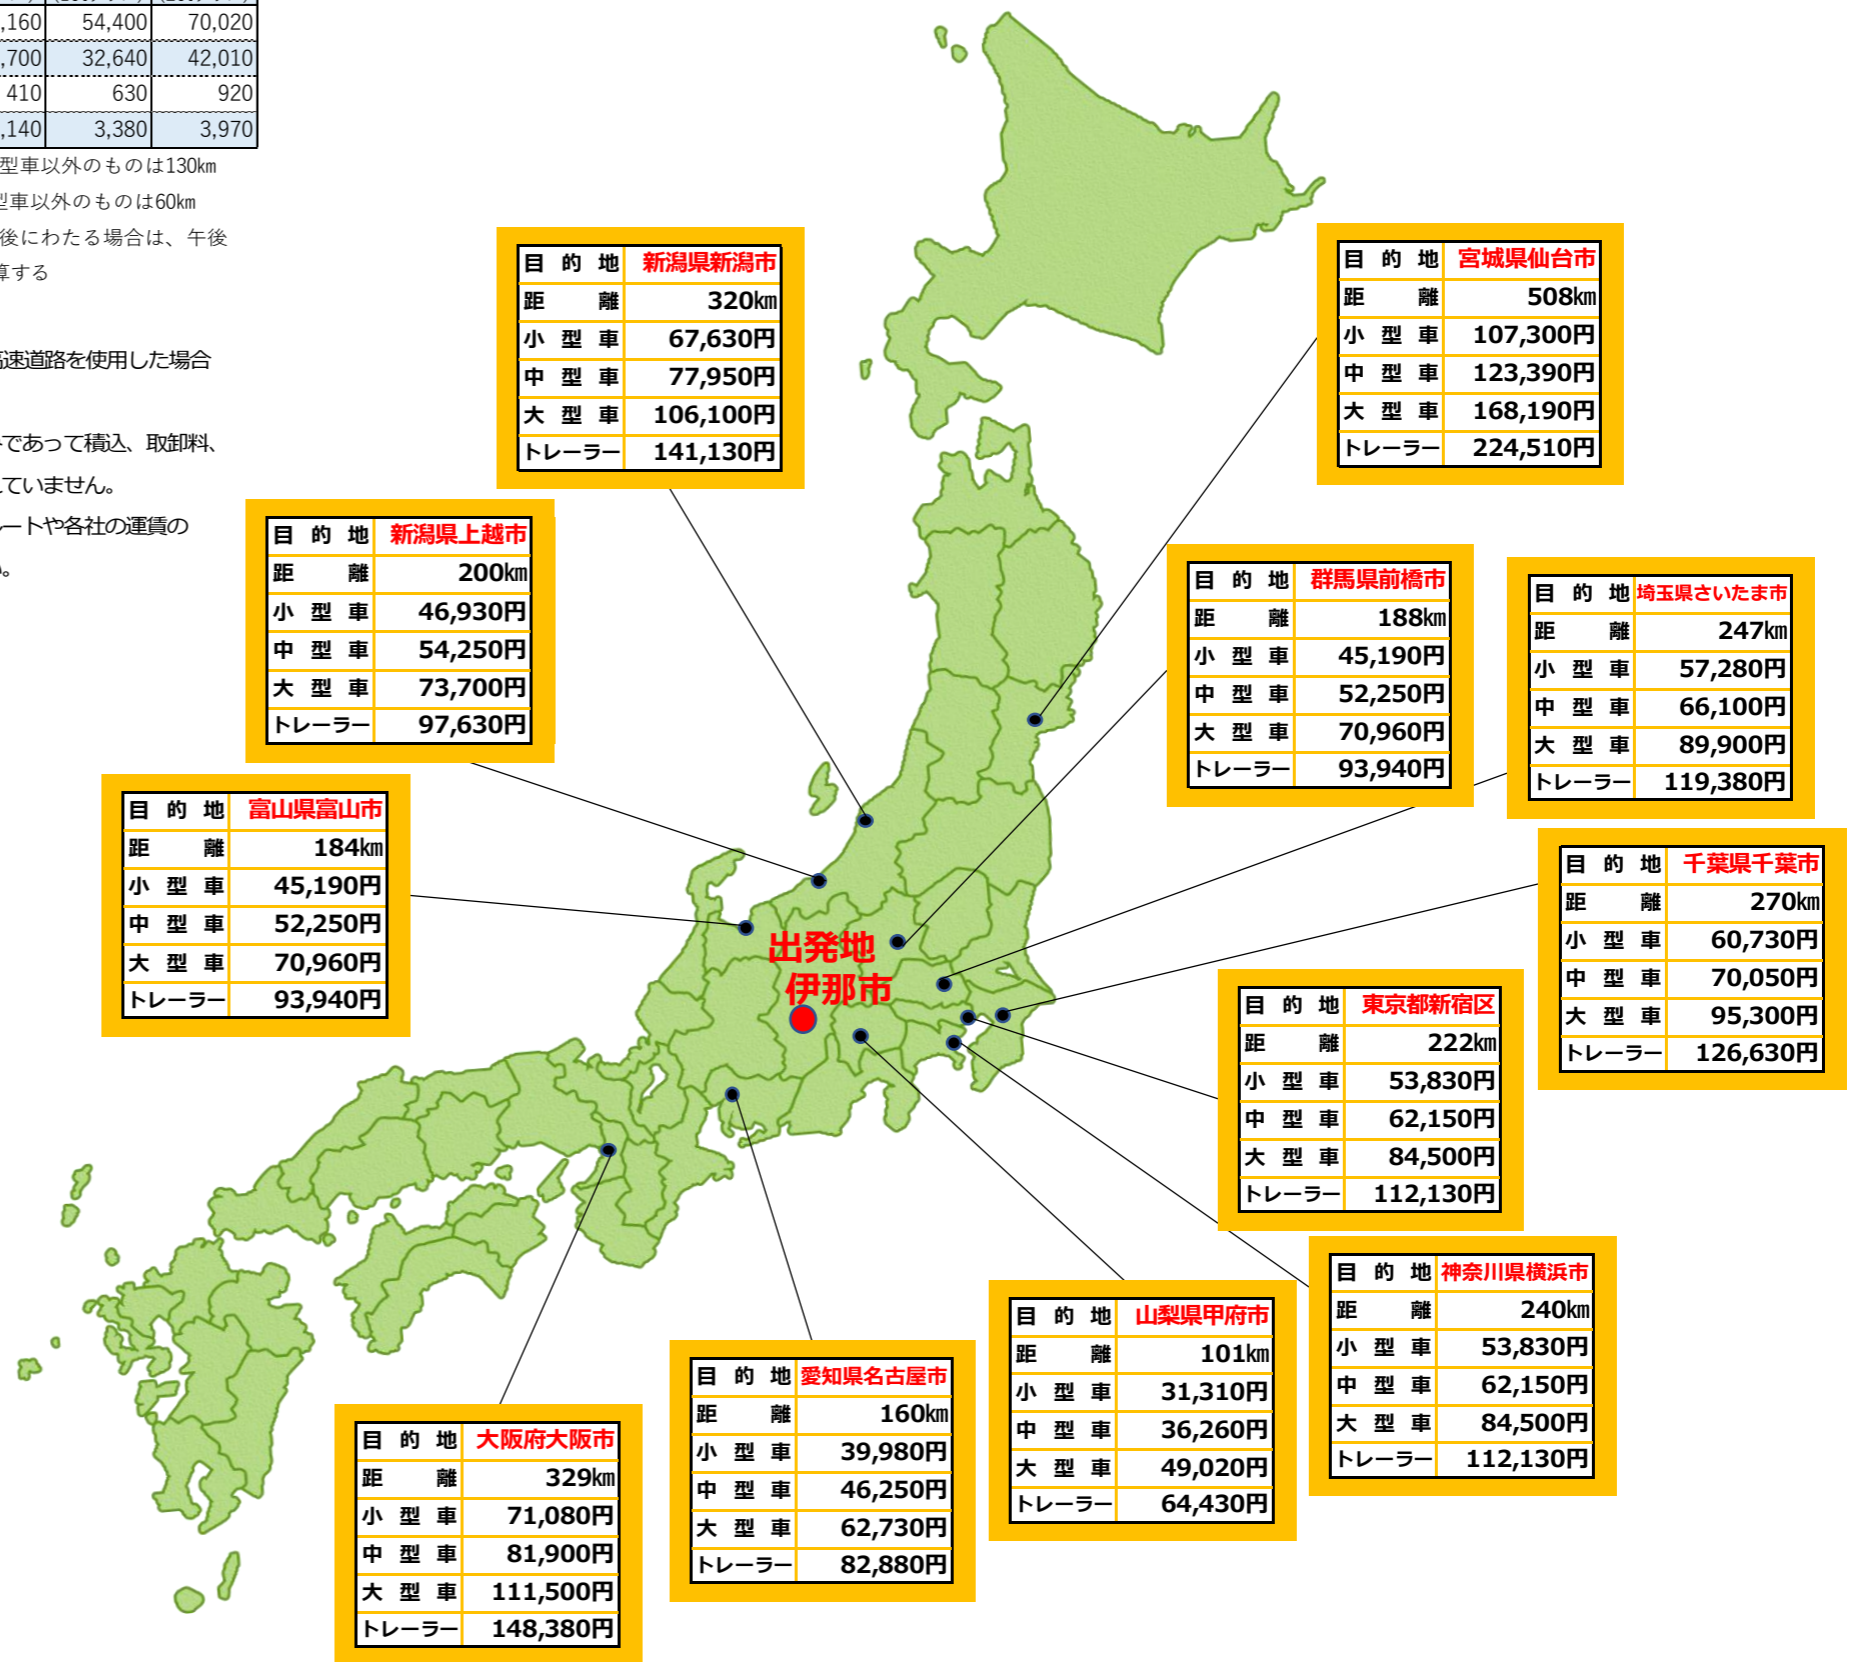 ,160 54,400 70,020
,700 32,640 42,010
410 630 920
,140 3,380 3,970
型車以外のものは130㎞
型車以外のものは60㎞
後にわたる場合は、午後
算する
高速道路を使用した場合
であって積込、取卸料、
ていません。
ートや各社の運賃の
。
目的地 新潟県新潟市
距離 320㎞
小型車 67,630円
中型車 77,950円
大型車 106,100円
トレーラー 141,130円
目的地 宮城県仙台市
距離 508㎞
小型車 107,300円
中型車 123,390円
大型車 168,190円
トレーラー 224,510円
目的地 新潟県上越市
距離 200㎞
小型車 46,930円
中型車 54,250円
大型車 73,700円
トレーラー 97,630円
目的地 群馬県前橋市
距離 188㎞
小型車 45,190円
中型車 52,250円
大型車 70,960円
トレーラー 93,940円
目的地 埼玉県さいたま市
距離 247㎞
小型車 57,280円
中型車 66,100円
大型車 89,900円
トレーラー 119,380円
目的地 富山県富山市
距離 184㎞
小型車 45,190円
中型車 52,250円
大型車 70,960円
トレーラー 93,940円
目的地 千葉県千葉市
距離 270㎞
小型車 60,730円
中型車 70,050円
大型車 95,300円
トレーラー 126,630円
出発地
伊那市
目的地 東京都新宿区
距離 222㎞
小型車 53,830円
中型車 62,150円
大型車 84,500円
トレーラー 112,130円
目的地 神奈川県横浜市
距離 240㎞
小型車 53,830円
中型車 62,150円
大型車 84,500円
トレーラー 112,130円
目的地 山梨県甲府市
距離 101㎞
小型車 31,310円
中型車 36,260円
大型車 49,020円
トレーラー 64,430円
目的地 愛知県名古屋市
距離 160㎞
小型車 39,980円
中型車 46,250円
大型車 62,730円
トレーラー 82,880円
目的地 大阪府大阪市
距離 329㎞
小型車 71,080円
中型車 81,900円
大型車 111,500円
トレーラー 148,380円